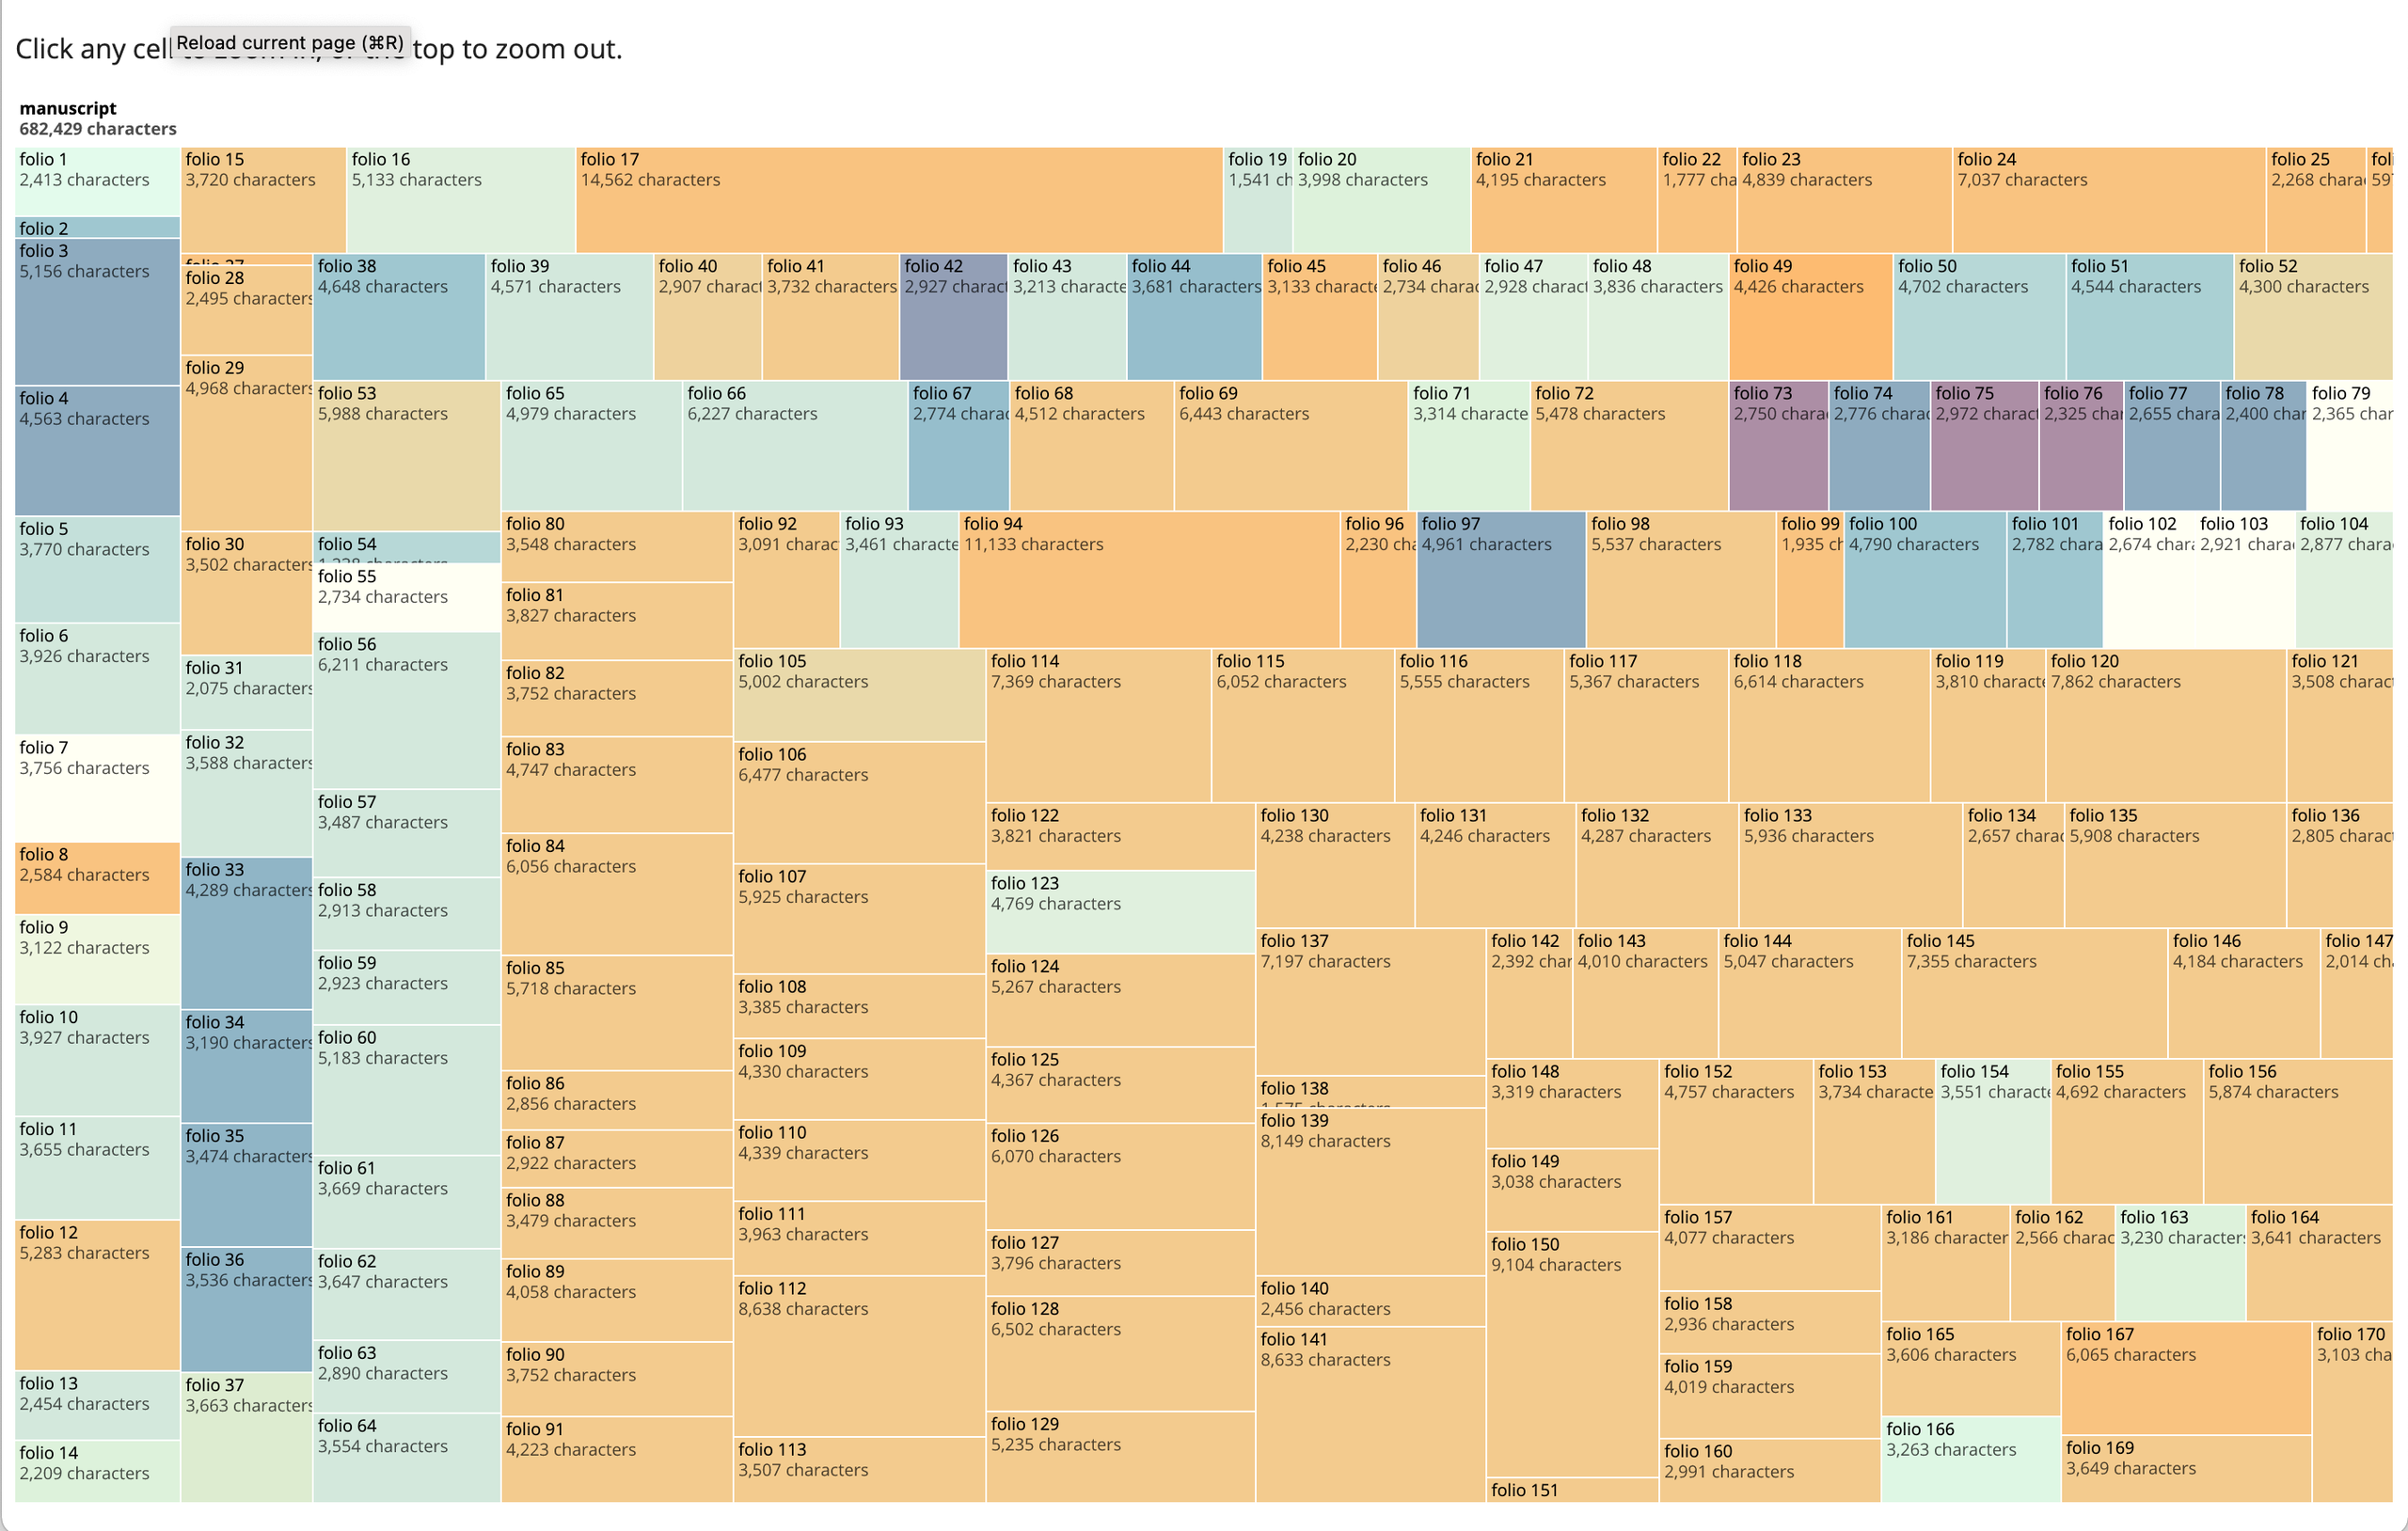 Click any cell to zoom in, or the top to zoom out.
Reload current page (⌘R)
manuscript
682,429 characters
folio 1
2,413 characters
folio 2
folio 3
5,156 characters
folio 4
4,563 characters
folio 5
3,770 characters
folio 6
3,926 characters
folio 7
3,756 characters
folio 8
2,584 characters
folio 9
3,122 characters
folio 10
3,927 characters
folio 11
3,655 characters
folio 12
5,283 characters
folio 13
2,454 characters
folio 14
2,209 characters
folio 15
3,720 characters
folio 16
5,133 characters
folio 17
14,562 characters
folio 19
1,541 ch
folio 20
3,998 characters
folio 21
4,195 characters
folio 22
1,777 cha
folio 23
4,839 characters
folio 24
7,037 characters
folio 25
2,268 chara
foli
597
folio 27
folio 28
2,495 characters
folio 29
4,968 characters
folio 30
3,502 characters
folio 31
2,075 characters
folio 32
3,588 characters
folio 33
4,289 characters
folio 34
3,190 characters
folio 35
3,474 characters
folio 36
3,536 characters
folio 37
3,663 characters
folio 38
4,648 characters
folio 39
4,571 characters
folio 40
2,907 charact
folio 41
3,732 characters
folio 42
2,927 charact
folio 43
3,213 characte
folio 44
3,681 characters
folio 45
3,133 characte
folio 46
2,734 charac
folio 47
2,928 charact
folio 48
3,836 characters
folio 49
4,426 characters
folio 50
4,702 characters
folio 51
4,544 characters
folio 52
4,300 characters
folio 53
5,988 characters
folio 54
folio 55
2,734 characters
folio 56
6,211 characters
folio 57
3,487 characters
folio 58
2,913 characters
folio 59
2,923 characters
folio 60
5,183 characters
folio 61
3,669 characters
folio 62
3,647 characters
folio 63
2,890 characters
folio 64
3,554 characters
folio 65
4,979 characters
folio 66
6,227 characters
folio 67
2,774 charac
folio 68
4,512 characters
folio 69
6,443 characters
folio 71
3,314 characte
folio 72
5,478 characters
folio 73
2,750 chara
folio 74
2,776 charac
folio 75
2,972 charact
folio 76
2,325 char
folio 77
2,655 chara
folio 78
2,400 char
folio 79
2,365 char
folio 80
3,548 characters
folio 81
3,827 characters
folio 82
3,752 characters
folio 83
4,747 characters
folio 84
6,056 characters
folio 85
5,718 characters
folio 86
2,856 characters
folio 87
2,922 characters
folio 88
3,479 characters
folio 89
4,058 characters
folio 90
3,752 characters
folio 91
4,223 characters
folio 92
3,091 charac
folio 93
3,461 characte
folio 94
11,133 characters
folio 96
2,230 cha
folio 97
4,961 characters
folio 98
5,537 characters
folio 99
1,935 ch
folio 100
4,790 characters
folio 101
2,782 chara
folio 102
2,674 chara
folio 103
2,921 charac
folio 104
2,877 chara
folio 105
5,002 characters
folio 106
6,477 characters
folio 107
5,925 characters
folio 108
3,385 characters
folio 109
4,330 characters
folio 110
4,339 characters
folio 111
3,963 characters
folio 112
8,638 characters
folio 113
3,507 characters
folio 114
7,369 characters
folio 115
6,052 characters
folio 116
5,555 characters
folio 117
5,367 characters
folio 118
6,614 characters
folio 119
3,810 characte
folio 120
7,862 characters
folio 121
3,508 charact
folio 122
3,821 characters
folio 123
4,769 characters
folio 124
5,267 characters
folio 125
4,367 characters
folio 126
6,070 characters
folio 127
3,796 characters
folio 128
6,502 characters
folio 129
5,235 characters
folio 130
4,238 characters
folio 131
4,246 characters
folio 132
4,287 characters
folio 133
5,936 characters
folio 134
2,657 charac
folio 135
5,908 characters
folio 136
2,805 charact
folio 137
7,197 characters
folio 138
1,575 characters
folio 139
8,149 characters
folio 140
2,456 characters
folio 141
8,633 characters
folio 142
2,392 char
folio 143
4,010 characters
folio 144
5,047 characters
folio 145
7,355 characters
folio 146
4,184 characters
folio 147
2,014 ch
folio 148
3,319 characters
folio 149
3,038 characters
folio 150
9,104 characters
folio 151
folio 152
4,757 characters
folio 153
3,734 characte
folio 154
3,551 characte
folio 155
4,692 characters
folio 156
5,874 characters
folio 157
4,077 characters
folio 158
2,936 characters
folio 159
4,019 characters
folio 160
2,991 characters
folio 161
3,186 character
folio 162
2,566 charac
folio 163
3,230 characters
folio 164
3,641 characters
folio 165
3,606 characters
folio 166
3,263 characters
folio 167
6,065 characters
folio 169
3,649 characters
folio 170
3,103 cha